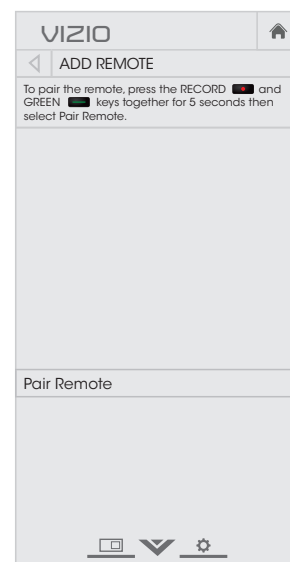 VIZIO
ADD REMOTE
To pair the remote, press the RECORD and
GREEN keys together for 5 seconds then
select Pair Remote.
Pair Remote